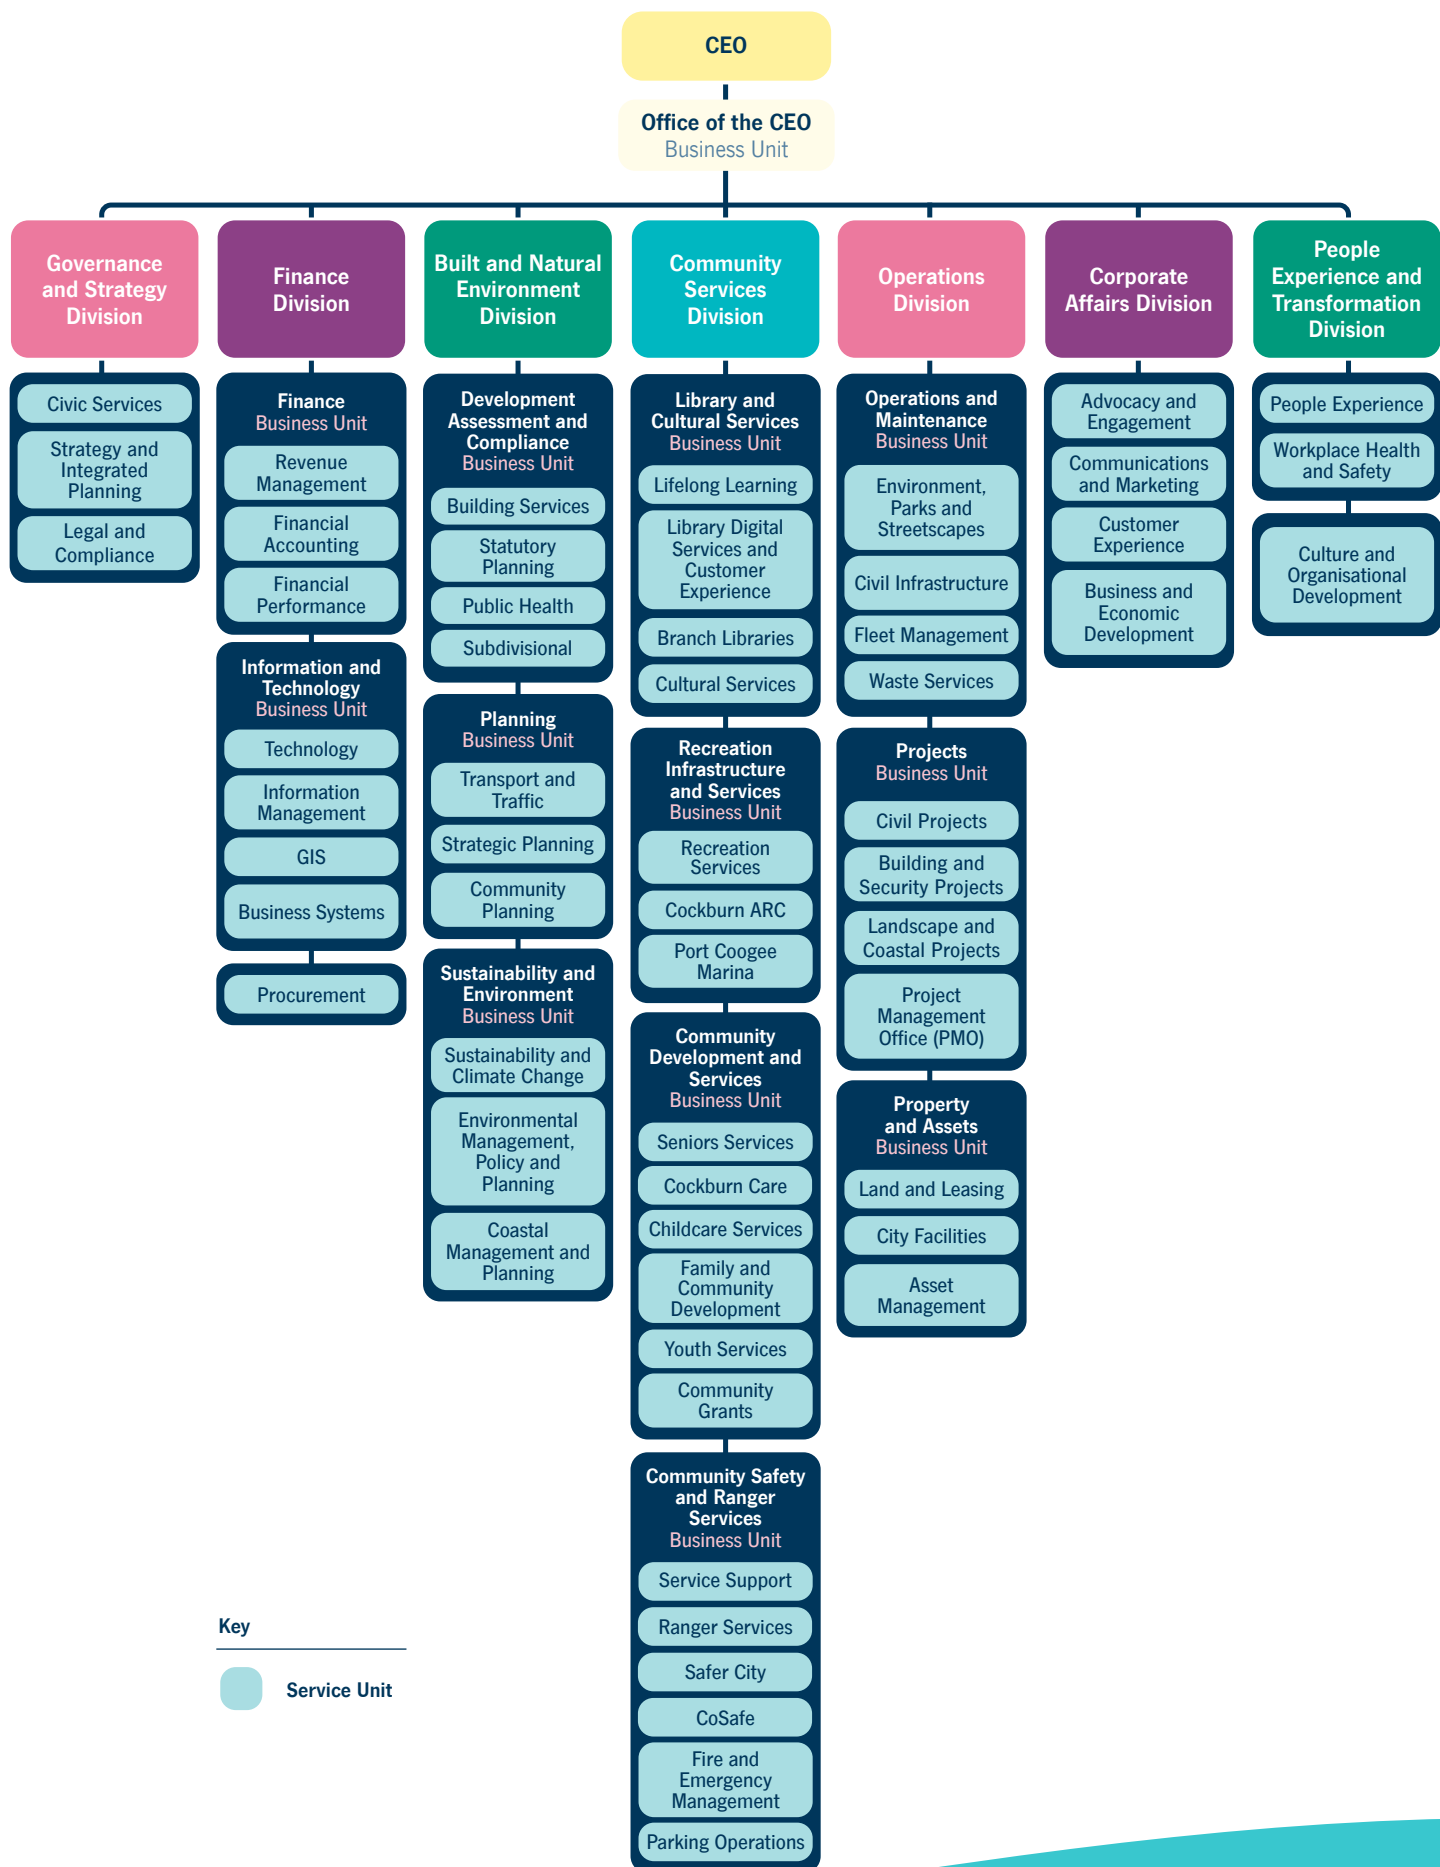 CEO
Office of the CEO
Business Unit
Governance
and Strategy
Division
Civic Services
Strategy and
Integrated
Planning
Legal and
Compliance
Finance
Division
Finance
Business Unit
Revenue
Management
Financial
Accounting
Financial
Performance
Information and
Technology
Business Unit
Technology
Information
Management
GIS
Business Systems
Procurement
Built and Natural
Environment
Division
Development
Assessment and
Compliance
Business Unit
Building Services
Statutory
Planning
Public Health
Subdivisional
Planning
Business Unit
Transport and
Traffic
Strategic Planning
Community
Planning
Sustainability and
Environment
Business Unit
Sustainability and
Climate Change
Environmental
Management,
Policy and
Planning
Coastal
Management and
Planning
Community
Services
Division
Library and
Cultural Services
Business Unit
Lifelong Learning
Library Digital
Services and
Customer
Experience
Branch Libraries
Cultural Services
Recreation
Infrastructure
and Services
Business Unit
Recreation
Services
Cockburn ARC
Port Coogee
Marina
Community
Development and
Services
Business Unit
Seniors Services
Cockburn Care
Childcare Services
Family and
Community
Development
Youth Services
Community
Grants
Community Safety
and Ranger
Services
Business Unit
Service Support
Ranger Services
Safer City
CoSafe
Fire and
Emergency
Management
Parking Operations
Operations
Division
Operations and
Maintenance
Business Unit
Environment,
Parks and
Streetscapes
Civil Infrastructure
Fleet Management
Waste Services
Projects
Business Unit
Civil Projects
Building and
Security Projects
Landscape and
Coastal Projects
Project
Management
Office (PMO)
Property
and Assets
Business Unit
Land and Leasing
City Facilities
Asset
Management
Corporate
Affairs Division
Advocacy and
Engagement
Communications
and Marketing
Customer
Experience
Business and
Economic
Development
People
Experience and
Transformation
Division
People Experience
Workplace Health
and Safety
Culture and
Organisational
Development
Key
Service Unit